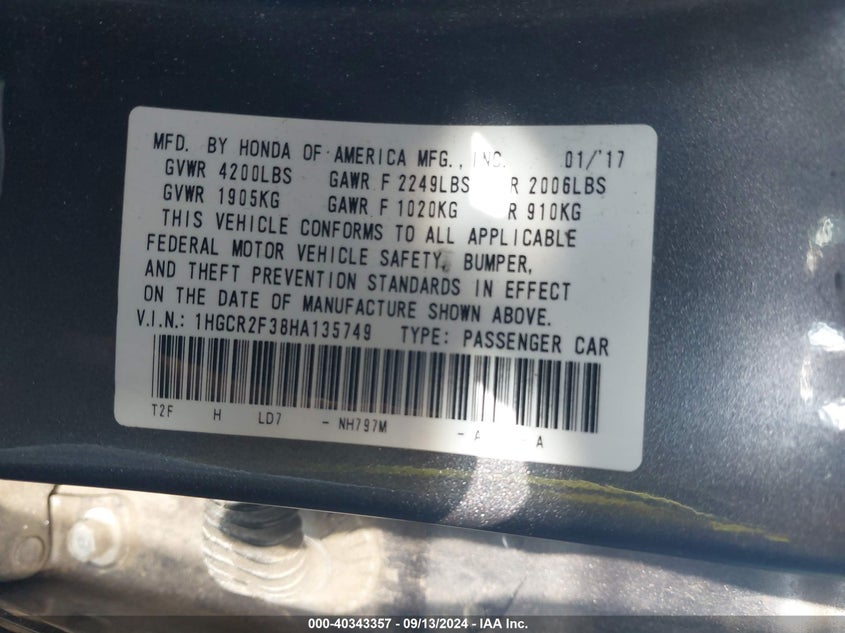 MFD. BY HONDA OF AMERICA MFG., INC. 01/'17
GVWR 4200LBS GAWR F 2249LBS R 2006LBS
GVWR 1905KG GAWR F 1020KG R 910KG
THIS VEHICLE CONFORMS TO ALL APPLICABLE
FEDERAL MOTOR VEHICLE SAFETY, BUMPER,
AND THEFT PREVENTION STANDARDS IN EFFECT
ON THE DATE OF MANUFACTURE SHOWN ABOVE.
V.I.N.: 1HGCR2F38HA135749 TYPE: PASSENGER CAR
T2F H LD7 - NH797M - A - A
000-40343357 - 09/13/2024 - IAA Inc.